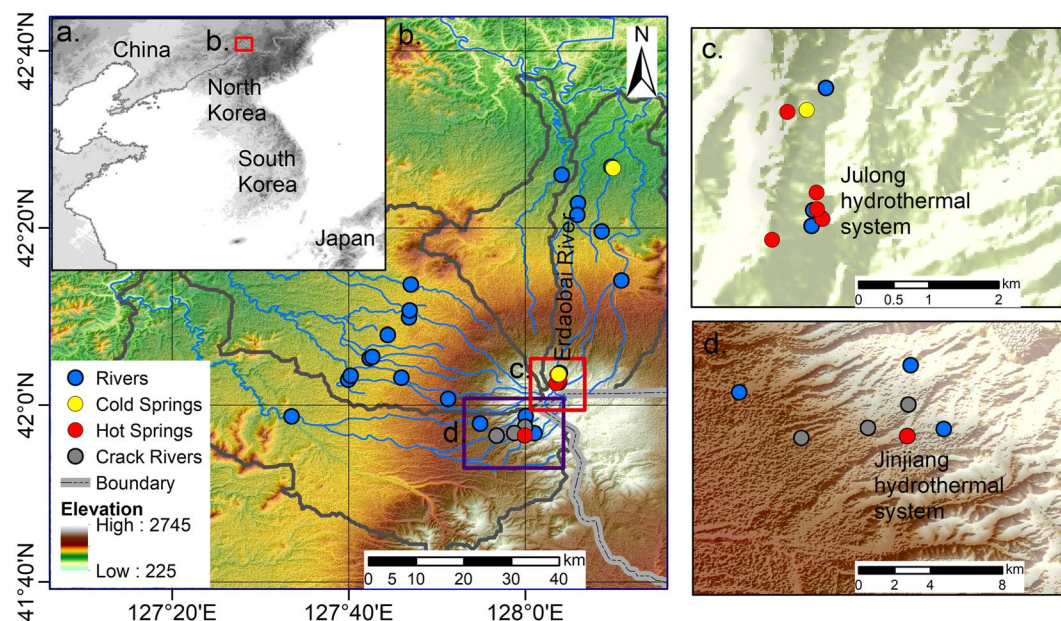 a.
b.
China
North
Korea
South
Korea
Japan
b.
N
42°40'N
42°20'N
42°0'N
41°40'N
127°20'E
127°40'E
128°0'E
Erdaobai River
c.
d
Rivers
Cold Springs
Hot Springs
Crack Rivers
Boundary
Elevation
High : 2745
Low : 225
0 5 10 20 30 40
km
c.
Julong
hydrothermal
system
km
0 0.5 1 2
d.
Jinjiang
hydrothermal
system
km
0 2 4 8